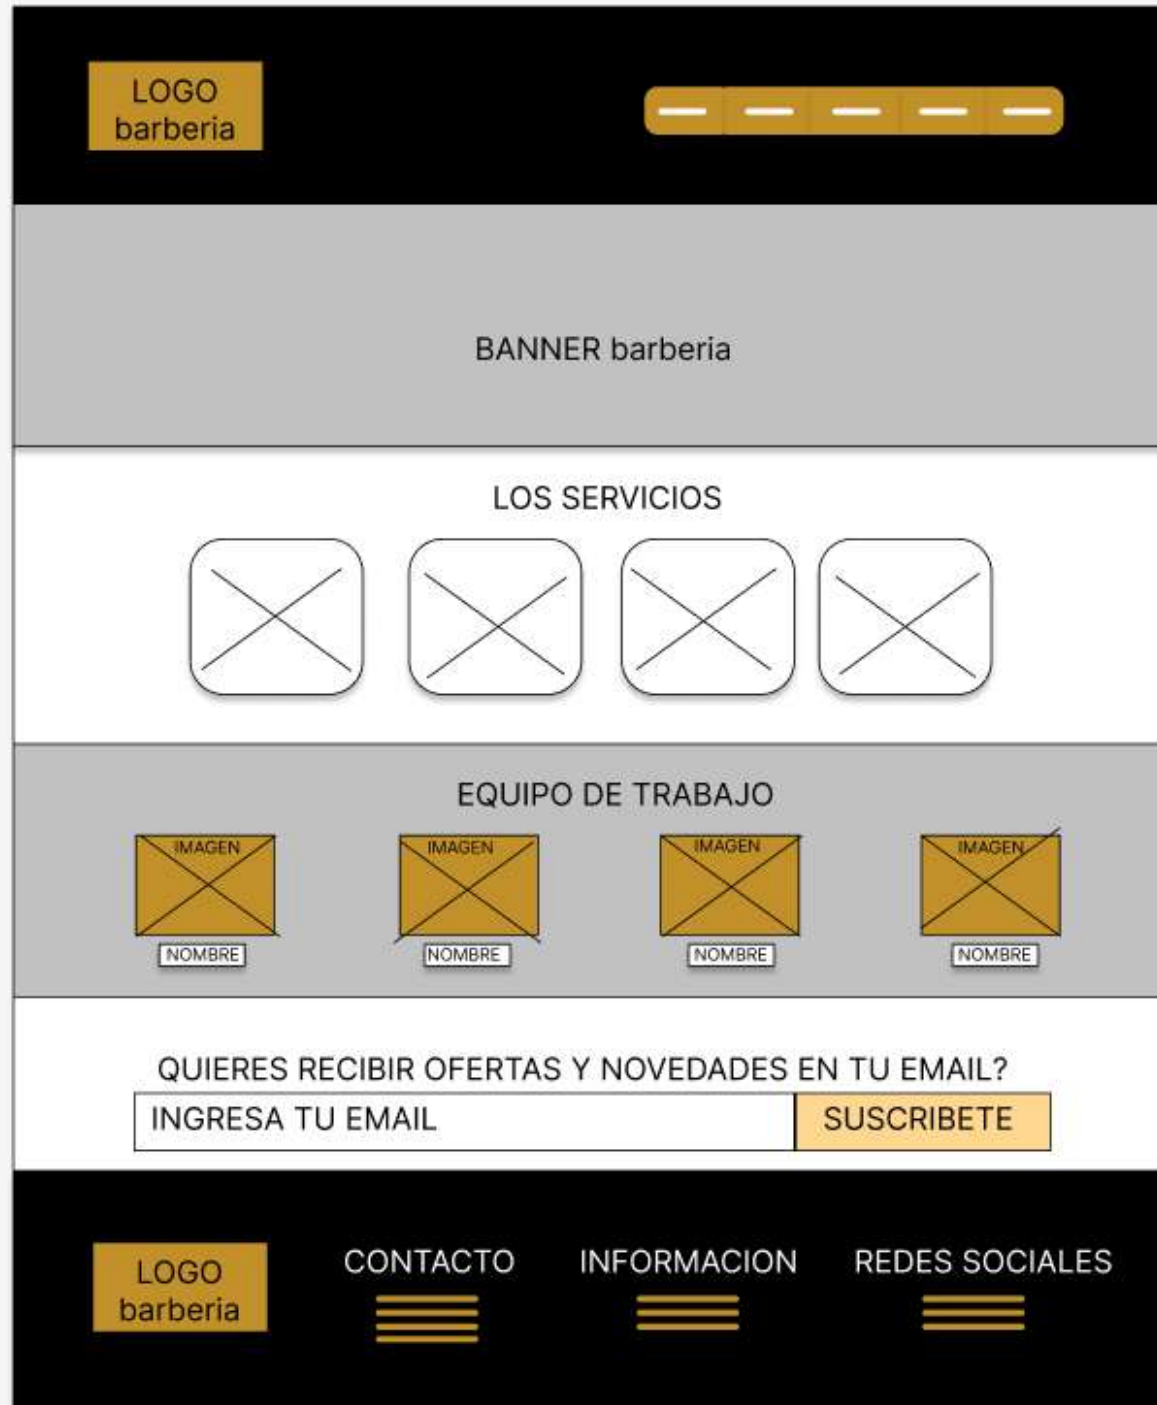 LOGO
barberia
BANNER barberia
LOS SERVICIOS
EQUIPO DE TRABAJO
IMAGEN
IMAGEN
IMAGEN
IMAGEN
NOMBRE
NOMBRE
NOMBRE
NOMBRE
QUIERES RECIBIR OFERTAS Y NOVEDADES EN TU EMAIL?
INGRESA TU EMAIL
SUSCRIBETE
LOGO
barberia
CONTACTO
INFORMACION
REDES SOCIALES